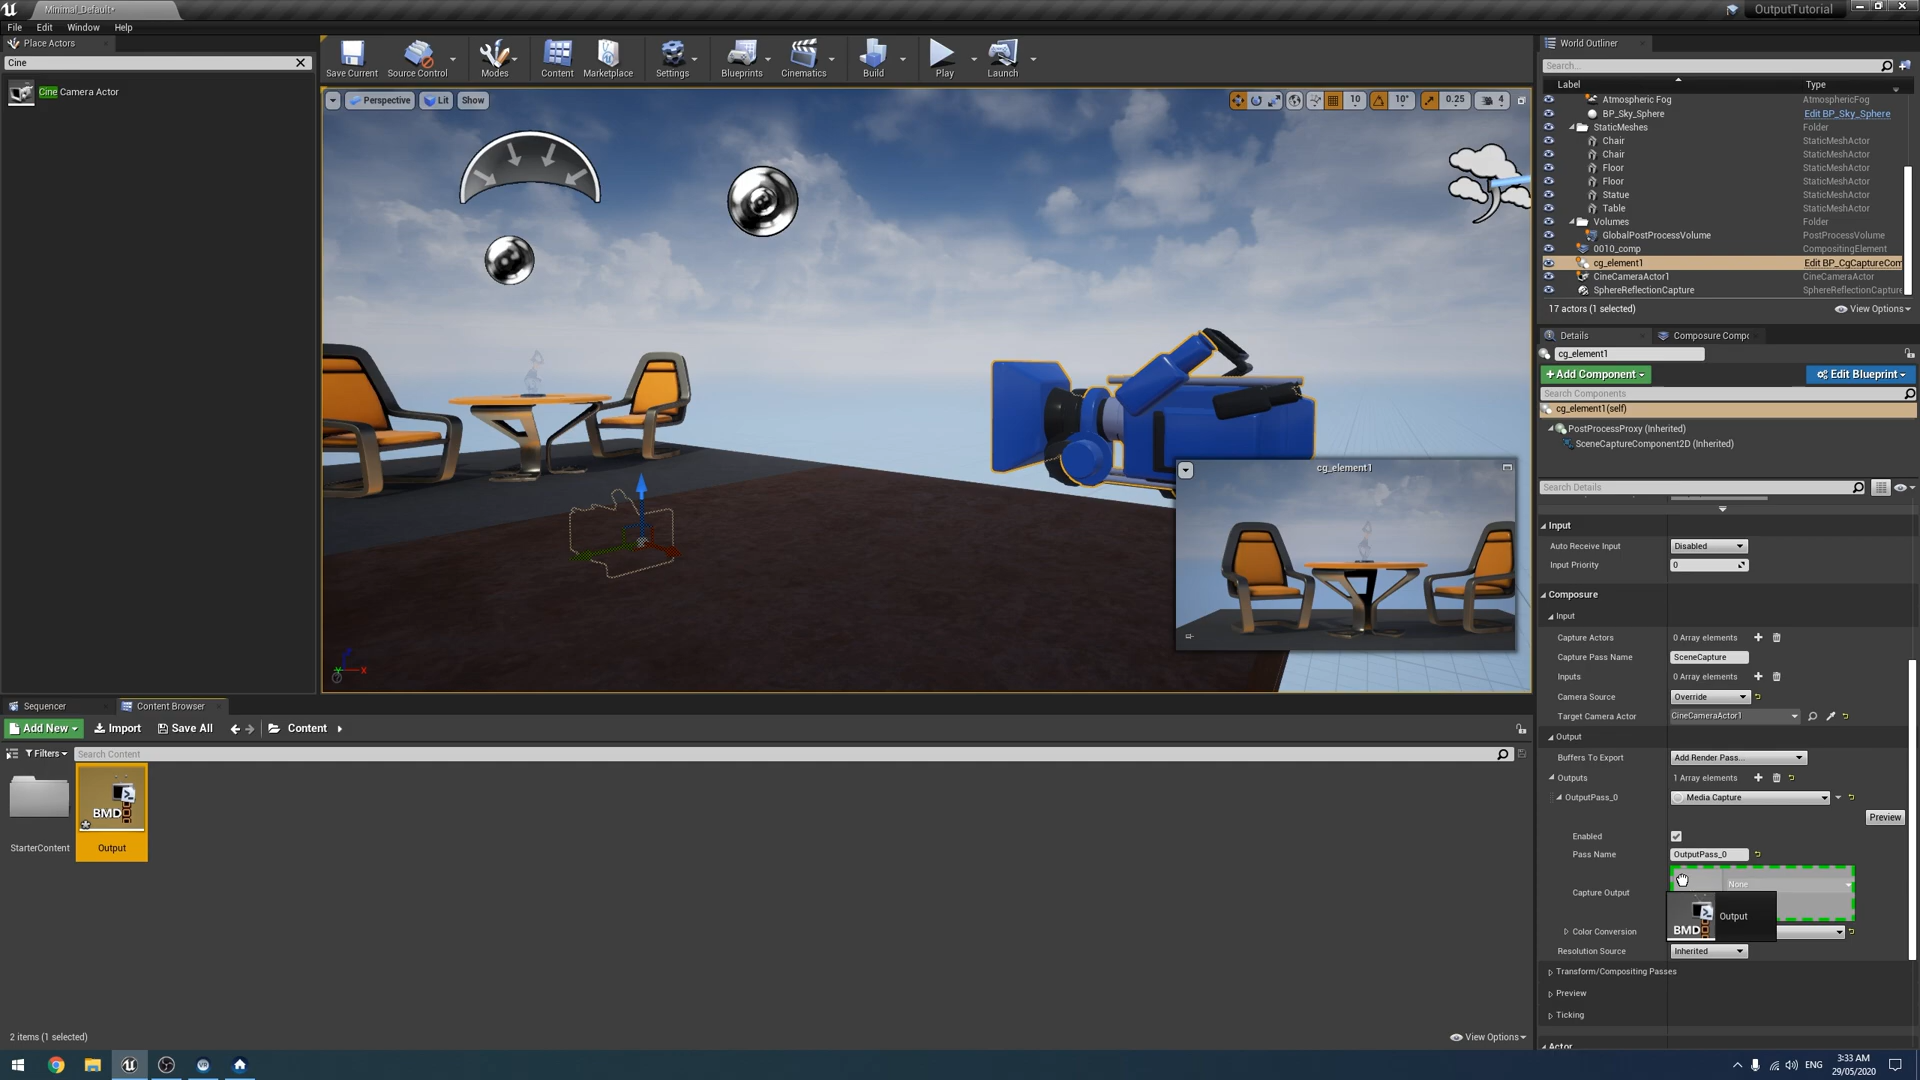 Minimal_Default*
OutputTutorial
File Edit Window Help
Place Actors
Cine
Cine Camera Actor
Save Current
Source Control
Modes
Content
Marketplace
Settings
Blueprints
Cinematics
Build
Play
Launch
Perspective
Lit
Show
10
10°
0.25
4
cg_element1
World Outliner
Search...
Label Type
Atmospheric Fog AtmosphericFog
BP_Sky_Sphere Edit BP_Sky_Sphere
StaticMeshes Folder
Chair StaticMeshActor
Chair StaticMeshActor
Floor StaticMeshActor
Floor StaticMeshActor
Statue StaticMeshActor
Table StaticMeshActor
Volumes Folder
GlobalPostProcessVolume PostProcessVolume
0010_comp CompositingElement
cg_element1 Edit BP_CgCaptureCom
CineCameraActor1 CineCameraActor
SphereReflectionCapture SphereReflectionCapture
17 actors (1 selected)
View Options
Details
Composure Compo
cg_element1
+Add Component
Edit Blueprint
Search Components
cg_element1(self)
PostProcessProxy (Inherited)
SceneCaptureComponent2D (Inherited)
Search Details
Input
Auto Receive Input Disabled
Input Priority 0
Composure
Input
Capture Actors 0 Array elements
Capture Pass Name SceneCapture
Inputs 0 Array elements
Camera Source Override
Target Camera Actor CineCameraActor1
Output
Buffers To Export Add Render Pass...
Outputs 1 Array elements
OutputPass_0 Media Capture
Preview
Enabled
Pass Name OutputPass_0
Capture Output None
BMD Output
Color Conversion
Resolution Source Inherited
Transform/Compositing Passes
Preview
Ticking
Actor
Sequencer
Content Browser
Add New
Import
Save All
Content
Filters
Search Content
StarterContent
BMD
Output
2 items (1 selected)
View Options
ENG
3:33 AM
29/05/2020